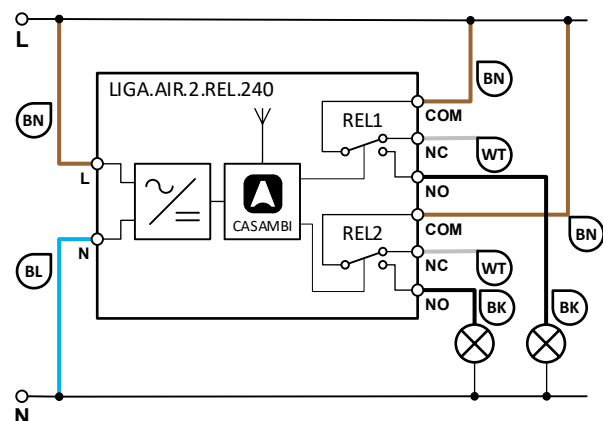 L
BN
LIGA.AIR.2.REL.240
BN
COM
REL1
NC
WT
L
NO
CASAMBI
COM
BN
N
REL2
NC
WT
BL
NO
BK
BK
N